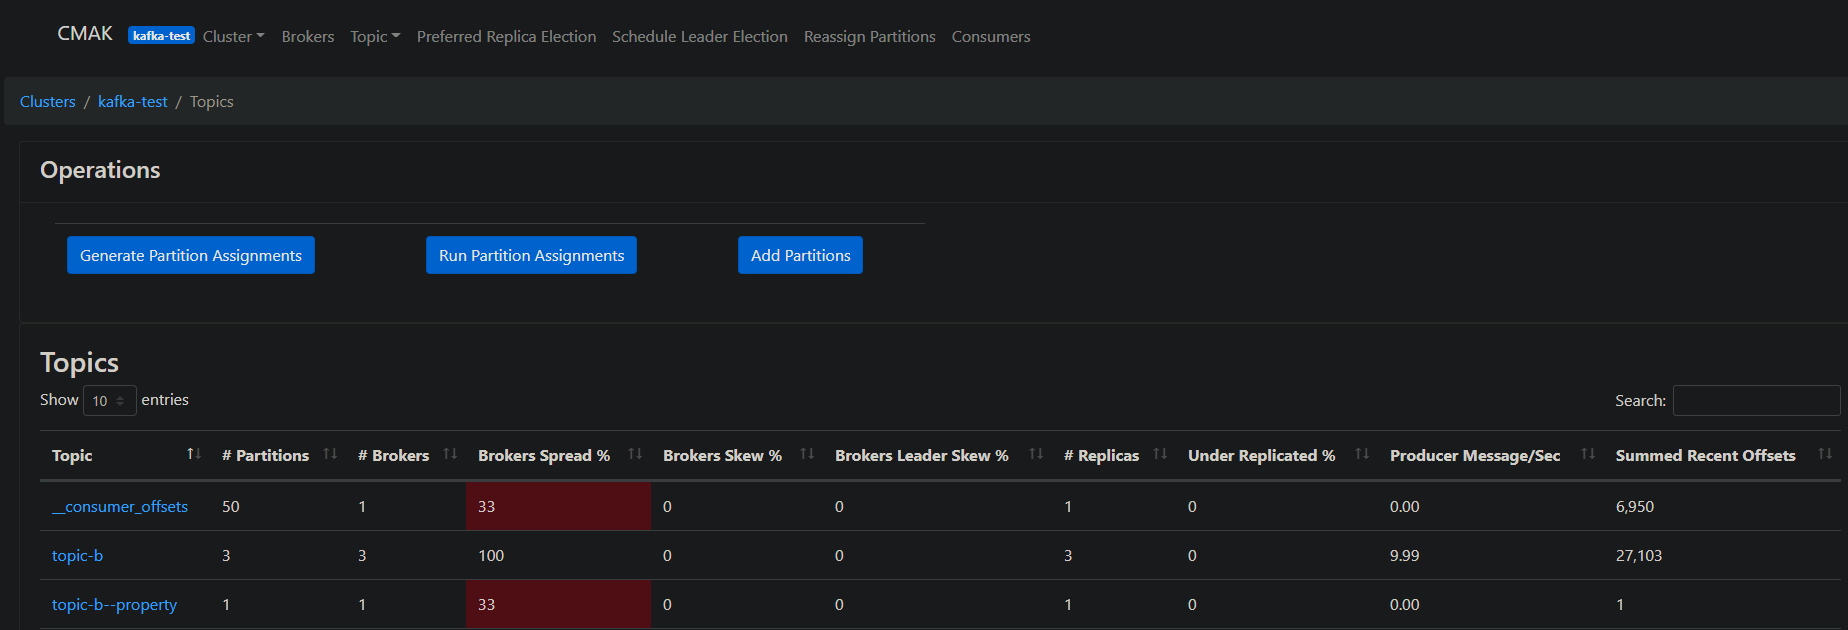 CMAK kafka-test Cluster Brokers Topic Preferred Replica Election Schedule Leader Election Reassign Partitions Consumers
Clusters / kafka-test / Topics
Operations
Generate Partition Assignments Run Partition Assignments Add Partitions
Topics
Show 10 entries Search:
Topic # Partitions # Brokers Brokers Spread % Brokers Skew % Brokers Leader Skew % # Replicas Under Replicated % Producer Message/Sec Summed Recent Offsets
__consumer_offsets 50 1 33 0 0 1 0 0.00 6,950
topic-b 3 3 100 0 0 3 0 9.99 27,103
topic-b--property 1 1 33 0 0 1 0 0.00 1